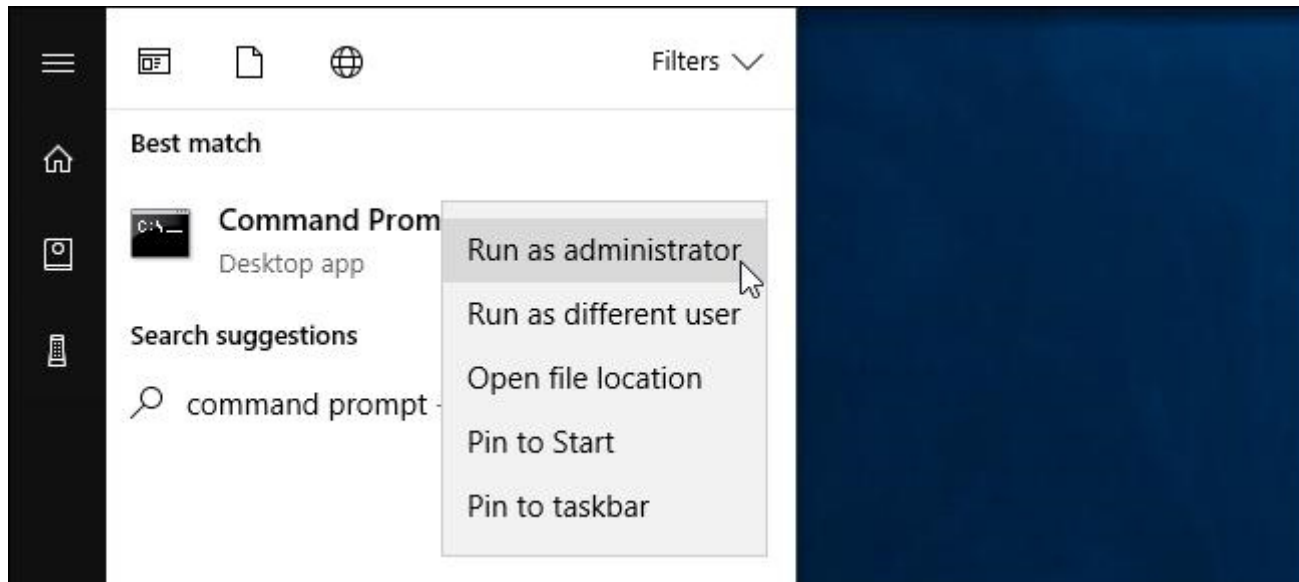 Filters
Best match
C:\_
Command Prom
Desktop app
Run as administrator
Run as different user
Search suggestions
Open file location
command prompt -
Pin to Start
Pin to taskbar